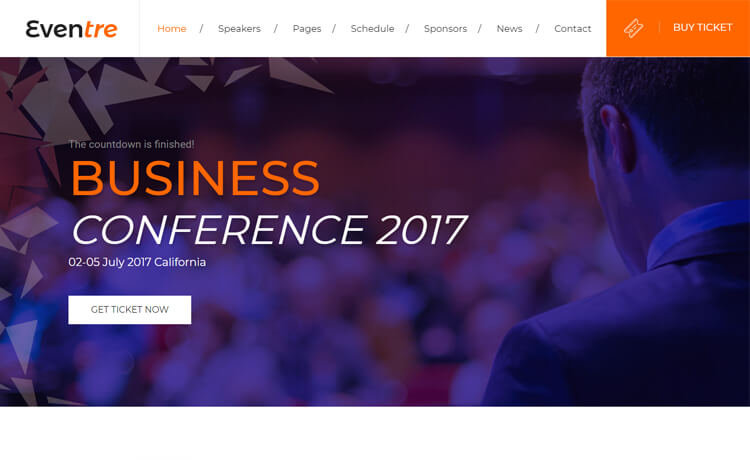 Eventre
Home / Speakers / Pages / Schedule / Sponsors / News / Contact
BUY TICKET
The countdown is finished!
BUSINESS
CONFERENCE 2017
02-05 July 2017 California
GET TICKET NOW